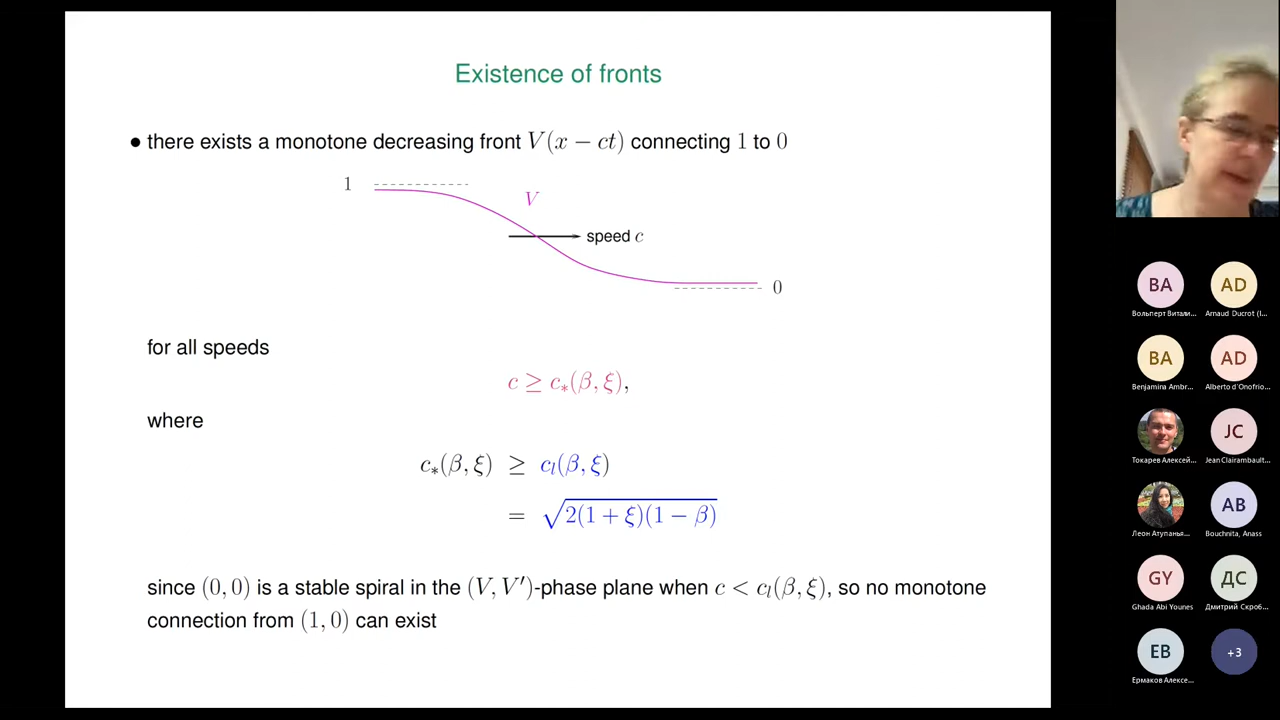 Existence of fronts
• there exists a monotone decreasing front V(x − ct) connecting 1 to 0
1
V
speed c
0
for all speeds
c ≥ c∗(β, ξ),
where
c∗(β, ξ) ≥ cₗ(β, ξ)
= √2(1 + ξ)(1 − β)
since (0, 0) is a stable spiral in the (V, V′)-phase plane when c < cₗ(β, ξ), so no monotone
connection from (1, 0) can exist
BA AD
Вольперт Витали... Arnaud Ducrot (I...
BA AD
Benjamina Ambr... Alberto d'Onofrio...
JC
Токарев Алексей... Jean Clairambault...
AB
Леон Атупанья... Bouchnita, Anass
GY ДС
Ghada Abi Younes Дмитрий Скроб...
EB +3
Ермаков Алексе...